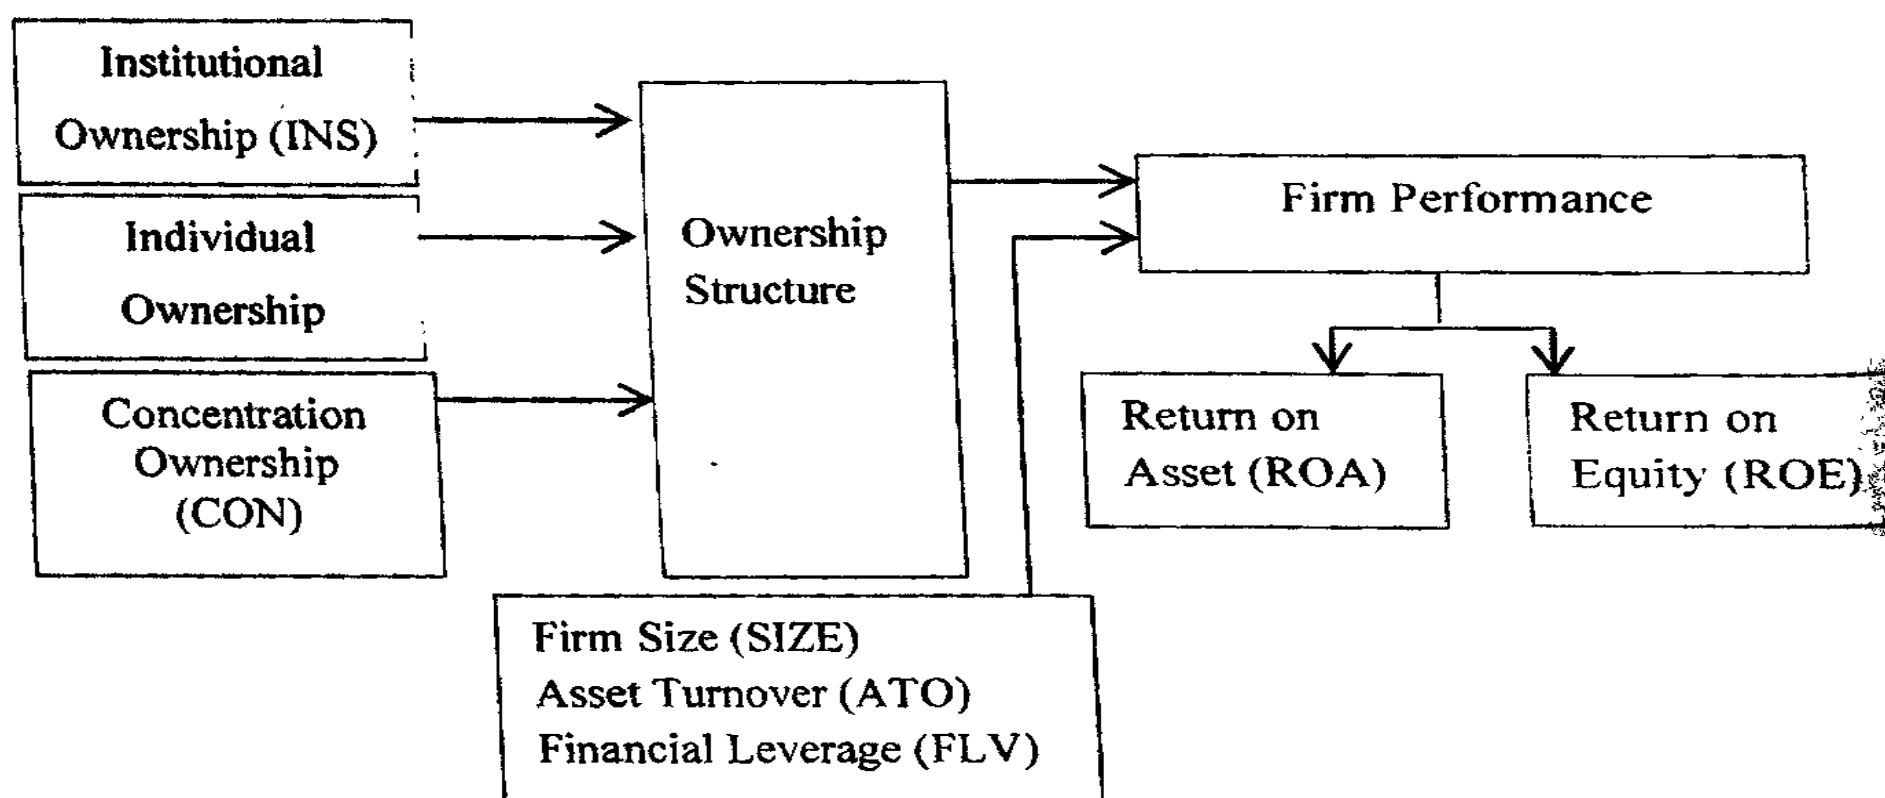 Institutional
Ownership (INS)
Individual
Ownership
Concentration
Ownership
(CON)
Ownership
Structure
Firm Performance
Return on
Asset (ROA)
Return on
Equity (ROE)
Firm Size (SIZE)
Asset Turnover (ATO)
Financial Leverage (FLV)